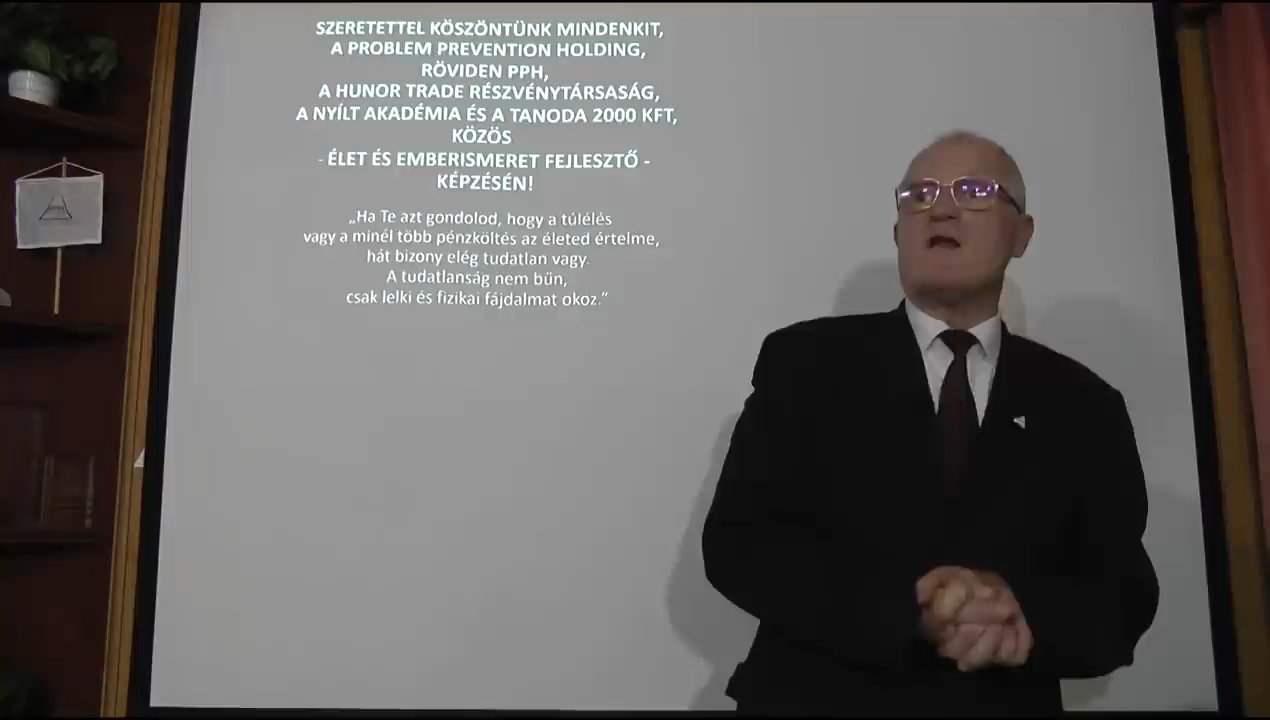 SZERETETTEL KÖSZÖNTÜNK MINDENKIT,
A PROBLEM PREVENTION HOLDING,
RÖVIDEN PPH,
A HUNOR TRADE RÉSZVÉNYTÁRSASÁG,
A NYÍLT AKADÉMIA ÉS A TANODA 2000 KFT,
KÖZÖS
- ÉLET ÉS EMBERISMERET FEJLESZTŐ -
KÉPZÉSÉN!
„Ha Te azt gondolod, hogy a túlélés
vagy a minél több pénzköltés az életed értelme,
hát bizony elég tudatlan vagy.
A tudatlanság nem bűn,
csak lelki és fizikai fájdalmat okoz.”